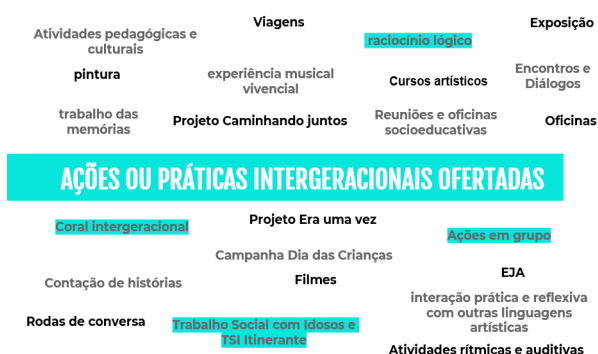 Viagens
Exposição
Atividades pedagógicas e
culturais
raciocínio lógico
pintura
experiência musical
vivencial
Cursos artísticos
Encontros e
Diálogos
trabalho das
memórias
Projeto Caminhando juntos
Reuniões e oficinas
socioeducativas
Oficinas
AÇÕES OU PRÁTICAS INTERGERACIONAIS OFERTADAS
Coral intergeracional
Projeto Era uma vez
Ações em grupo
Campanha Dia das Crianças
Contação de histórias
Filmes
EJA
interação prática e reflexiva
com outras linguagens
artísticas
Rodas de conversa
Trabalho Social com Idosos e
TSI Itinerante
Atividades rítmicas e auditivas